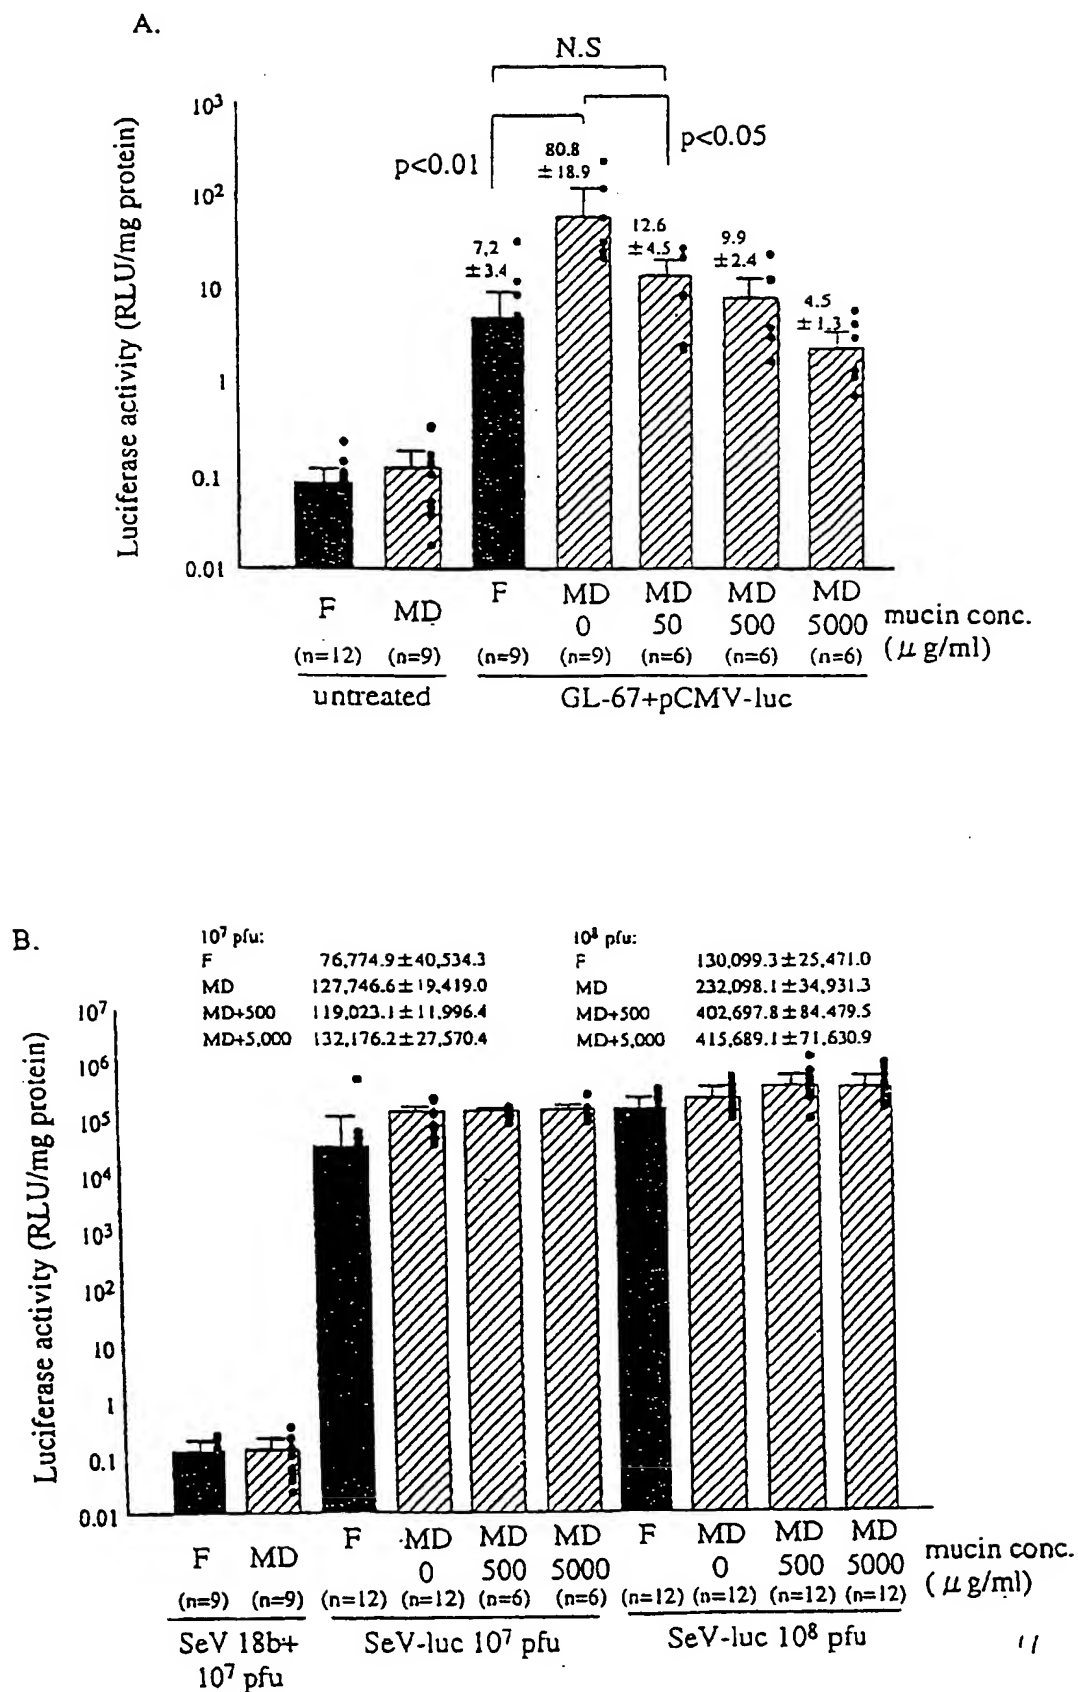 A.
N.S
p<0.01
p<0.05
Luciferase activity (RLU/mg protein)
10³
10²
10
1
0.1
0.01
7.2
±3.4
80.8
±18.9
12.6
±4.5
9.9
±2.4
4.5
±1.3
F MD F MD MD MD MD
0 50 500 5000
mucin conc.
(μg/ml)
(n=12) (n=9) (n=9) (n=9) (n=6) (n=6) (n=6)
untreated GL-67+pCMV-luc
B.
10⁷ pfu:
F 76,774.9±40,534.3
MD 127,746.6±19,419.0
MD+500 119,023.1±11,996.4
MD+5,000 132,176.2±27,570.4
10⁸ pfu:
F 130,099.3±25,471.0
MD 232,098.1±34,931.3
MD+500 402,697.8±84,479.5
MD+5,000 415,689.1±71,630.9
Luciferase activity (RLU/mg protein)
10⁷
10⁶
10⁵
10⁴
10³
10²
10
1
0.1
0.01
F MD F MD MD MD F MD MD MD
0 500 5000 0 500 5000
mucin conc.
(μg/ml)
(n=9) (n=9) (n=12) (n=12) (n=6) (n=6) (n=12) (n=12) (n=12) (n=12)
SeV 18b+ SeV-luc 10⁷ pfu SeV-luc 10⁸ pfu
10⁷ pfu